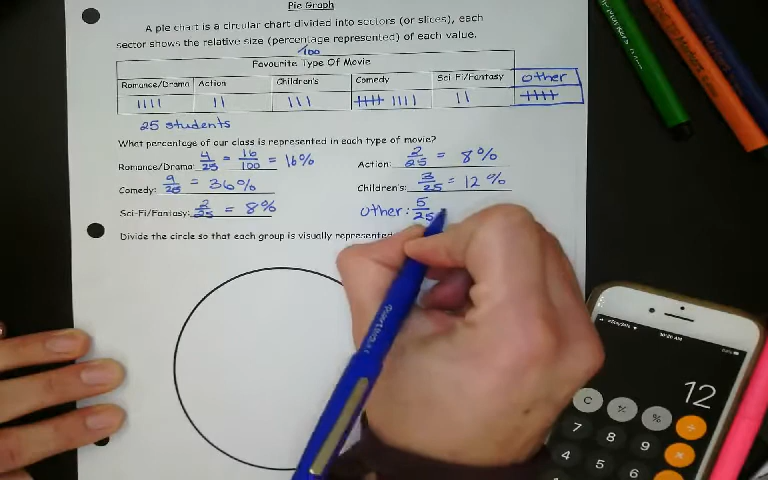 Pie Graph
A pie chart is a circular chart divided into sectors (or slices), each
sector shows the relative size (percentage represented) of each value.
/100
Favourite Type Of Movie
Romance/Drama Action Children's Comedy Sci Fi/Fantasy other
25 students
What percentage of our class is represented in each type of movie?
Romance/Drama: 4/25 = 16/100 = 16% Action: 2/25 = 8%
Comedy: 9/25 = 36% Children's: 3/25 = 12%
Sci-Fi/Fantasy: 2/25 = 8% other: 5/25
Divide the circle so that each group is visually represented
12
C % +
7 8 9 ×
4 5 6